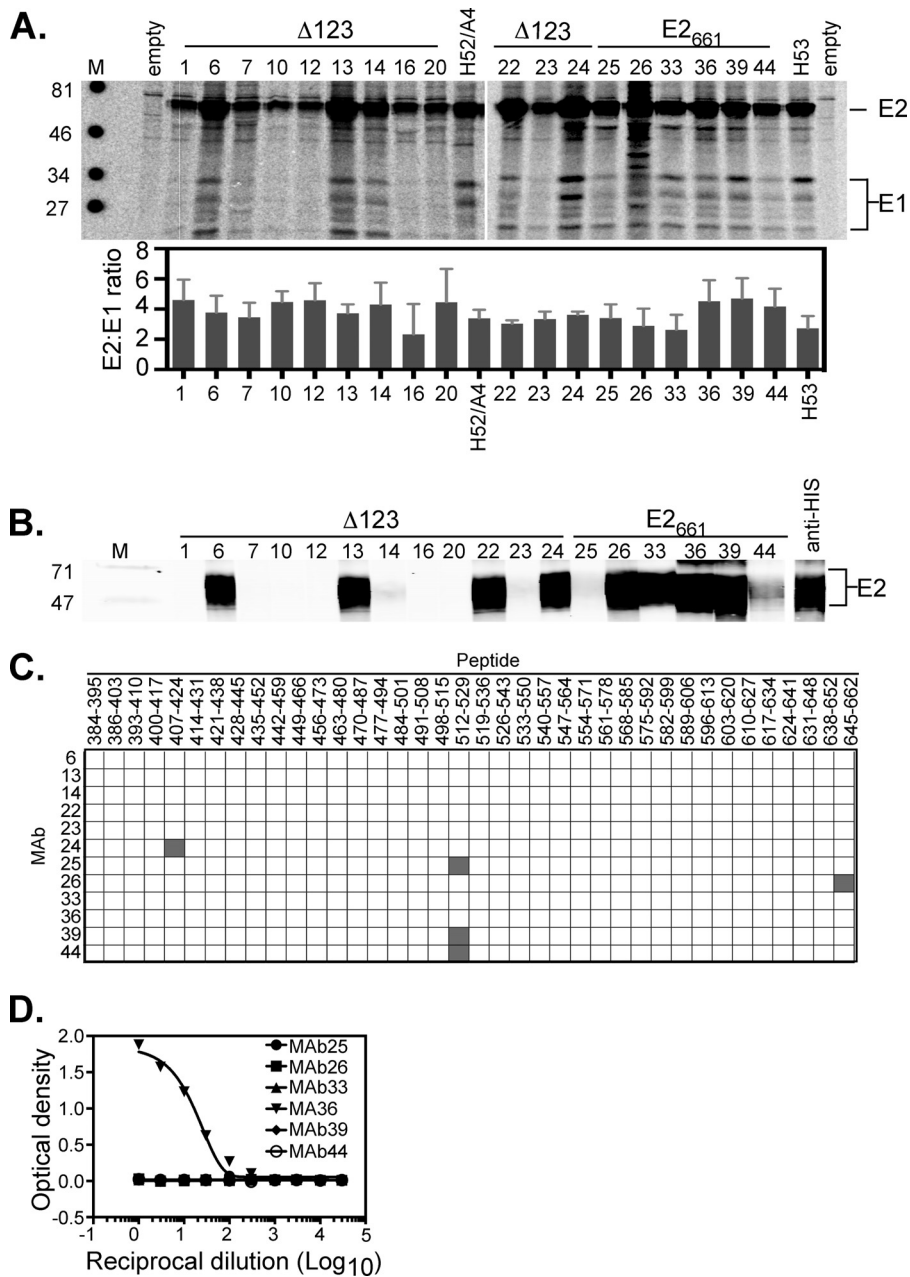 A.
M empty Δ123 H52/A4 Δ123 E2661 H53 empty
1 6 7 10 12 13 14 16 20 22 23 24 25 26 33 36 39 44
81
46
34
27
E2
E1
E2:E1 ratio
8
6
4
2
0
1 6 7 10 12 13 14 16 20 H52/A4 22 23 24 25 26 33 36 39 44 H53
B.
Δ123 E2661 anti-HIS
M 1 6 7 10 12 13 14 16 20 22 23 24 25 26 33 36 39 44
71
47
E2
C.
Peptide
384-395 386-403 393-410 400-417 407-424 414-431 421-438 428-445 435-452 442-459 449-466 456-473 463-480 470-487 477-494 484-501 491-508 498-515 512-529 519-536 526-543 533-550 540-557 547-564 554-571 561-578 568-585 575-592 582-599 589-606 596-613 603-620 610-627 617-634 624-641 631-648 638-652 645-662
MAb
6
13
14
22
23
24
25
26
33
36
39
44
D.
Optical density
2.0
1.5
1.0
0.5
0.0
-0.5
MAb25
MAb26
MAb33
MA36
MAb39
MAb44
-1 0 1 2 3 4 5
Reciprocal dilution (Log10)